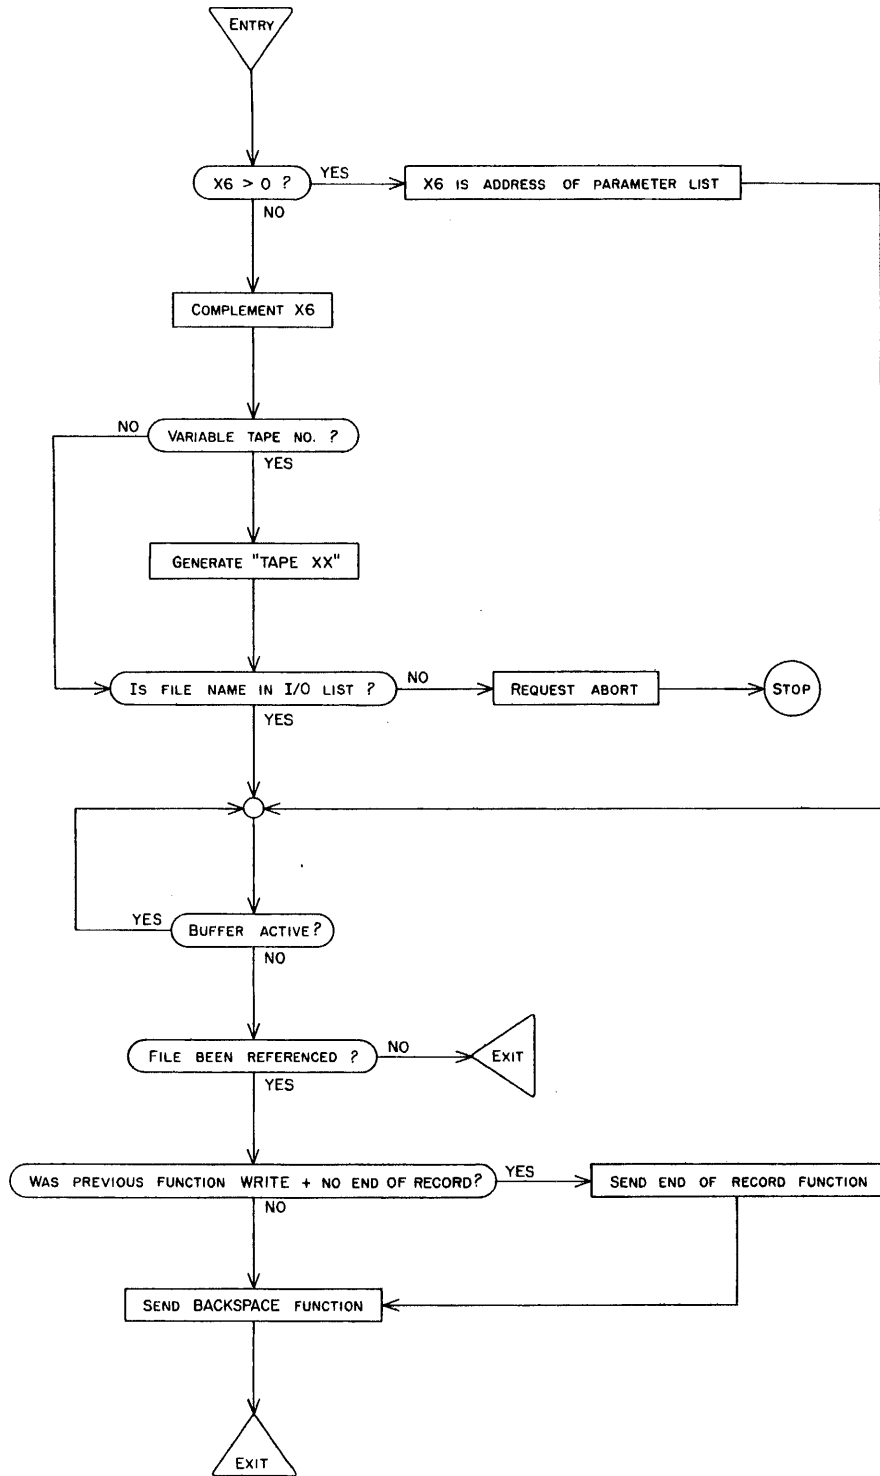 ENTRY
X6 > 0 ?
YES
X6 IS ADDRESS OF PARAMETER LIST
NO
COMPLEMENT X6
NO
VARIABLE TAPE NO. ?
YES
GENERATE "TAPE XX"
IS FILE NAME IN I/O LIST ?
NO
REQUEST ABORT
STOP
YES
YES
BUFFER ACTIVE?
NO
FILE BEEN REFERENCED ?
NO
EXIT
YES
WAS PREVIOUS FUNCTION WRITE + NO END OF RECORD?
YES
SEND END OF RECORD FUNCTION
NO
SEND BACKSPACE FUNCTION
EXIT